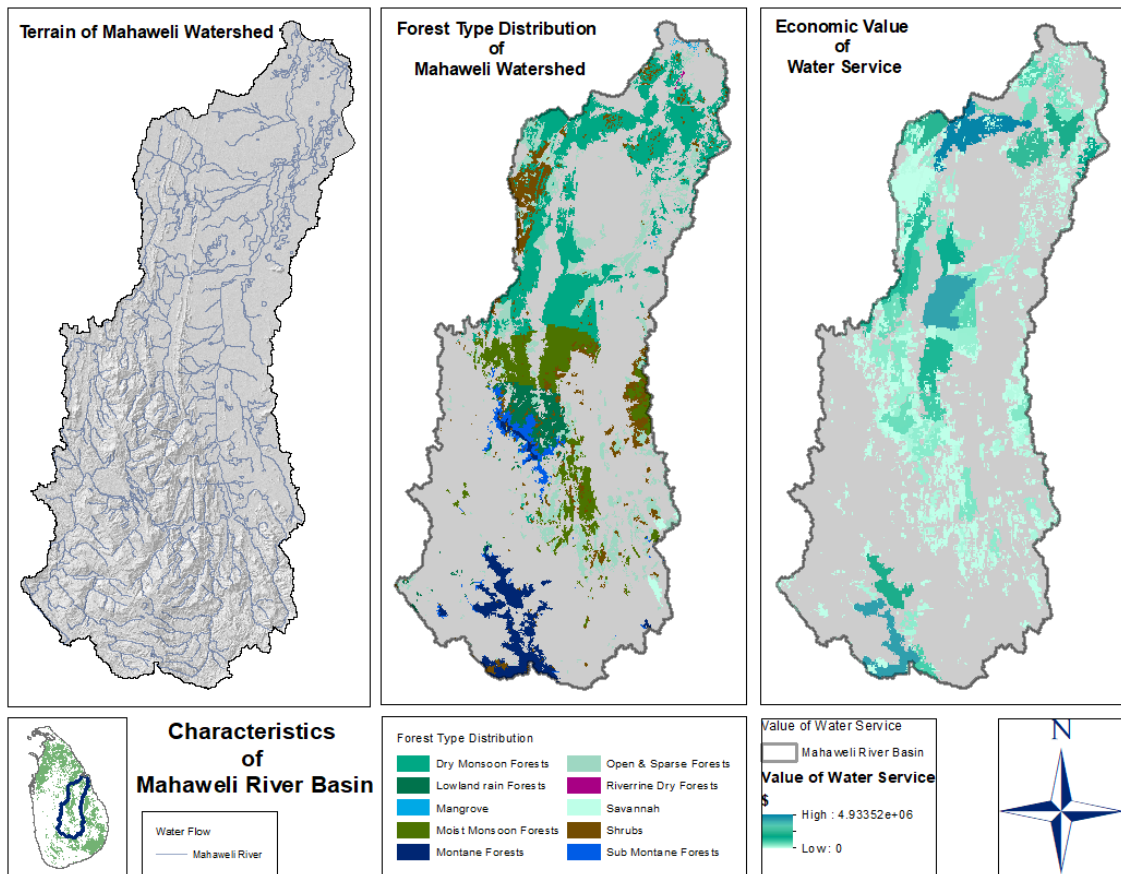 Terrain of Mahaweli Watershed
Forest Type Distribution
of
Mahaweli Watershed
Economic Value
of
Water Service
Characteristics
of
Mahaweli River Basin
Water Flow
Mahaweli River
Forest Type Distribution
Dry Monsoon Forests
Lowland rain Forests
Mangrove
Moist Monsoon Forests
Montane Forests
Open & Sparse Forests
Riverrine Dry Forests
Savannah
Shrubs
Sub Montane Forests
Value of Water Service
Mahaweli River Basin
Value of Water Service
$
High : 4.93352e+06
Low : 0
N